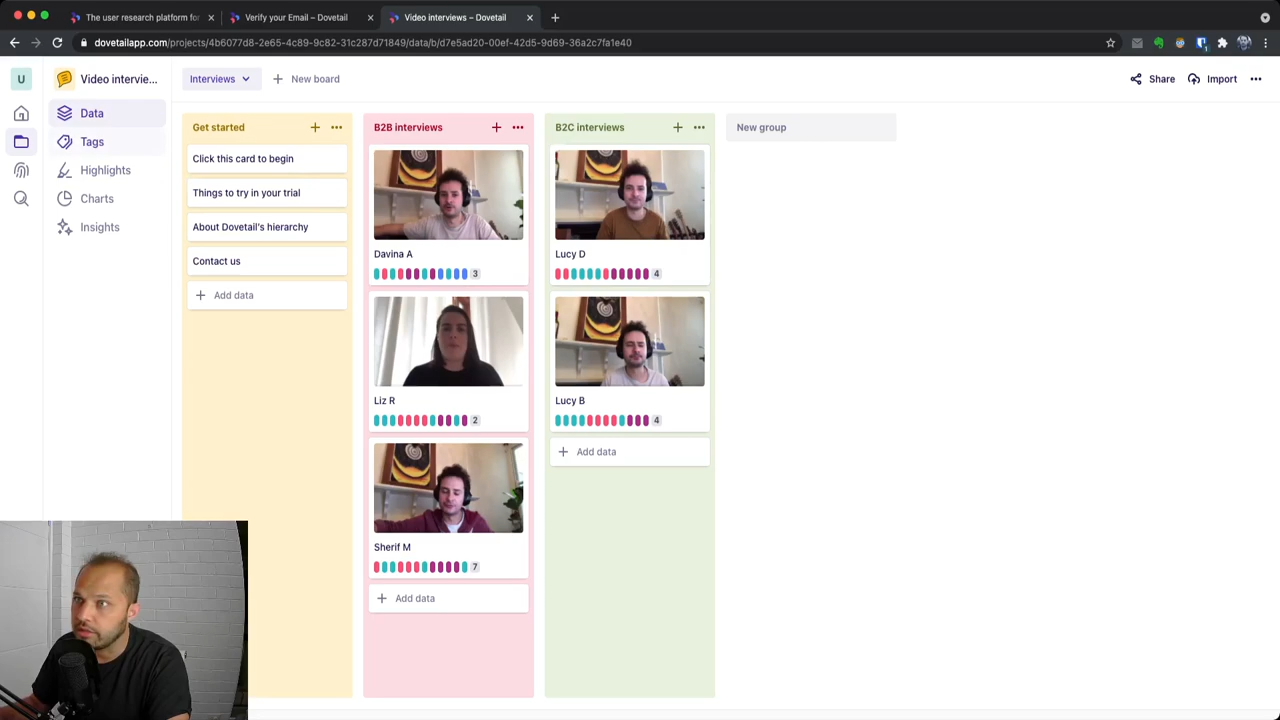 The user research platform for
Verify your Email – Dovetail
Video interviews – Dovetail
dovetailapp.com/projects/4b6077d8-2e65-4c89-9c82-31c287d71849/data/b/d7e5ad20-00ef-42d5-9d69-36a2c7fa1e40
U
Video intervie...
Interviews
New board
Share
Import
Data
Tags
Highlights
Charts
Insights
Get started
Click this card to begin
Things to try in your trial
About Dovetail's hierarchy
Contact us
Add data
B2B interviews
Davina A
3
Liz R
2
Sherif M
7
Add data
B2C interviews
Lucy D
4
Lucy B
4
Add data
New group